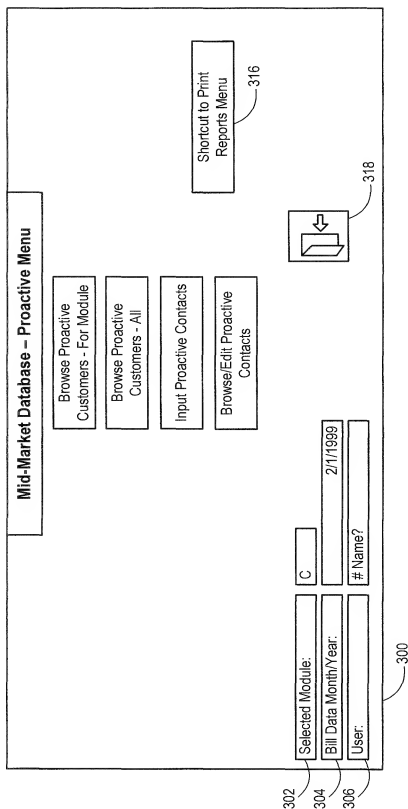 Mid-Market Database – Proactive Menu
Browse Proactive
Customers - For Module
Browse Proactive
Customers - All
Input Proactive Contacts
Browse/Edit Proactive
Contacts
Shortcut to Print
Reports Menu
316
318
302
Selected Module:
C
304
Bill Data Month/Year:
2/1/1999
306
User:
# Name?
300